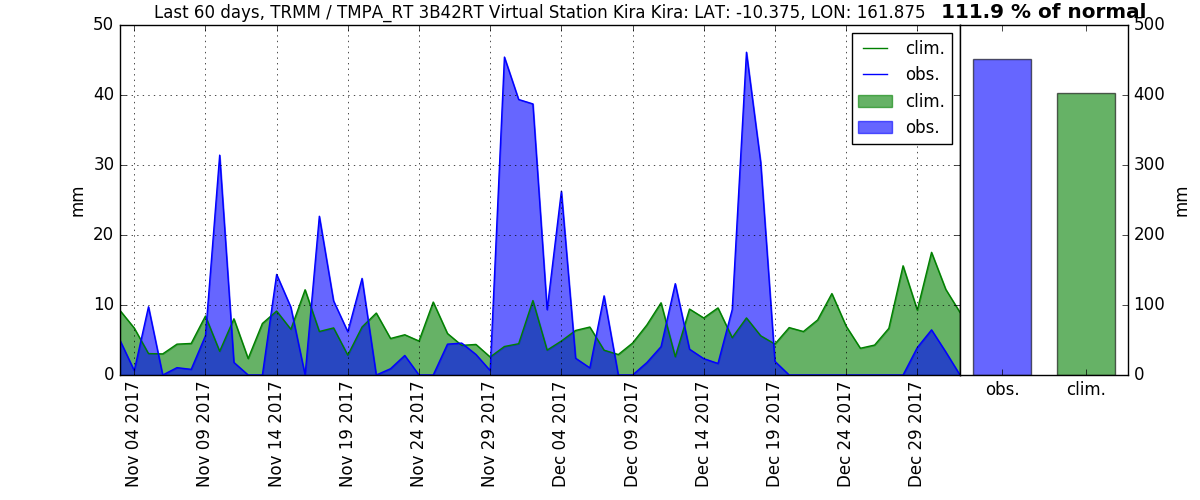 Last 60 days, TRMM / TMPA_RT 3B42RT Virtual Station Kira Kira: LAT: -10.375, LON: 161.875 111.9 % of normal
50
40
30
20
10
0
mm
clim.
obs.
clim.
obs.
500
400
300
200
100
0
mm
obs.
clim.
Nov 04 2017
Nov 09 2017
Nov 14 2017
Nov 19 2017
Nov 24 2017
Nov 29 2017
Dec 04 2017
Dec 09 2017
Dec 14 2017
Dec 19 2017
Dec 24 2017
Dec 29 2017